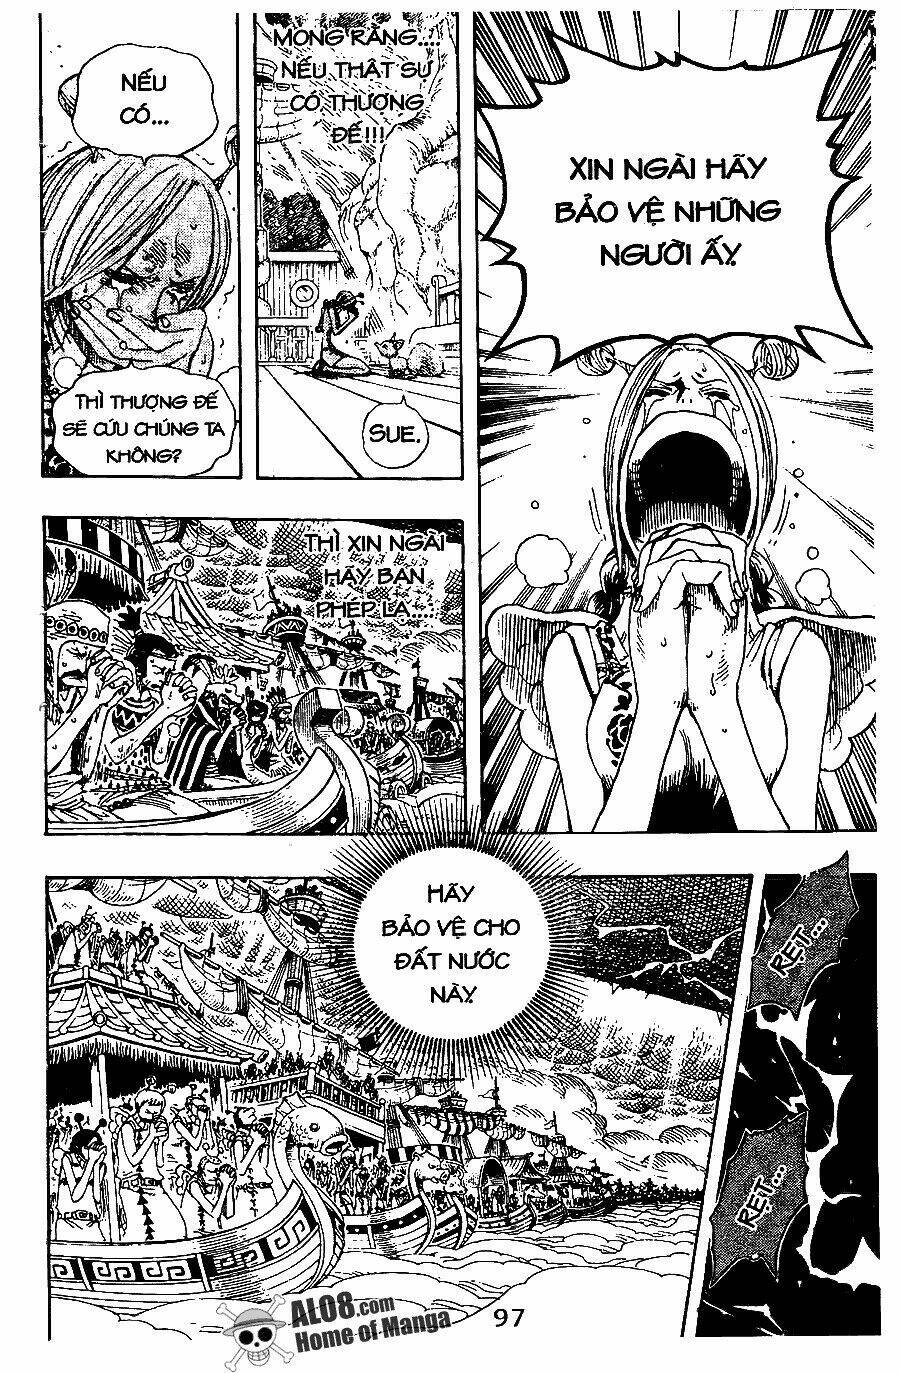 NẾU
CÓ...
THÌ THƯỢNG ĐẾ
SẼ CỨU CHÚNG TA
KHÔNG?
MONG RẰNG....
NẾU THẬT SỰ
CÓ THƯỢNG
ĐẾ!!!
SUE.
XIN NGÀI HÃY
BẢO VỆ NHỮNG
NGƯỜI ẤY.
THÌ XIN NGÀI
HÃY BAN
PHÉP LẠ...
HÃY
BẢO VỆ CHO
ĐẤT NƯỚC
NÀY.
RẸT...
RẸT...
97
ALO8.com
Home of Manga